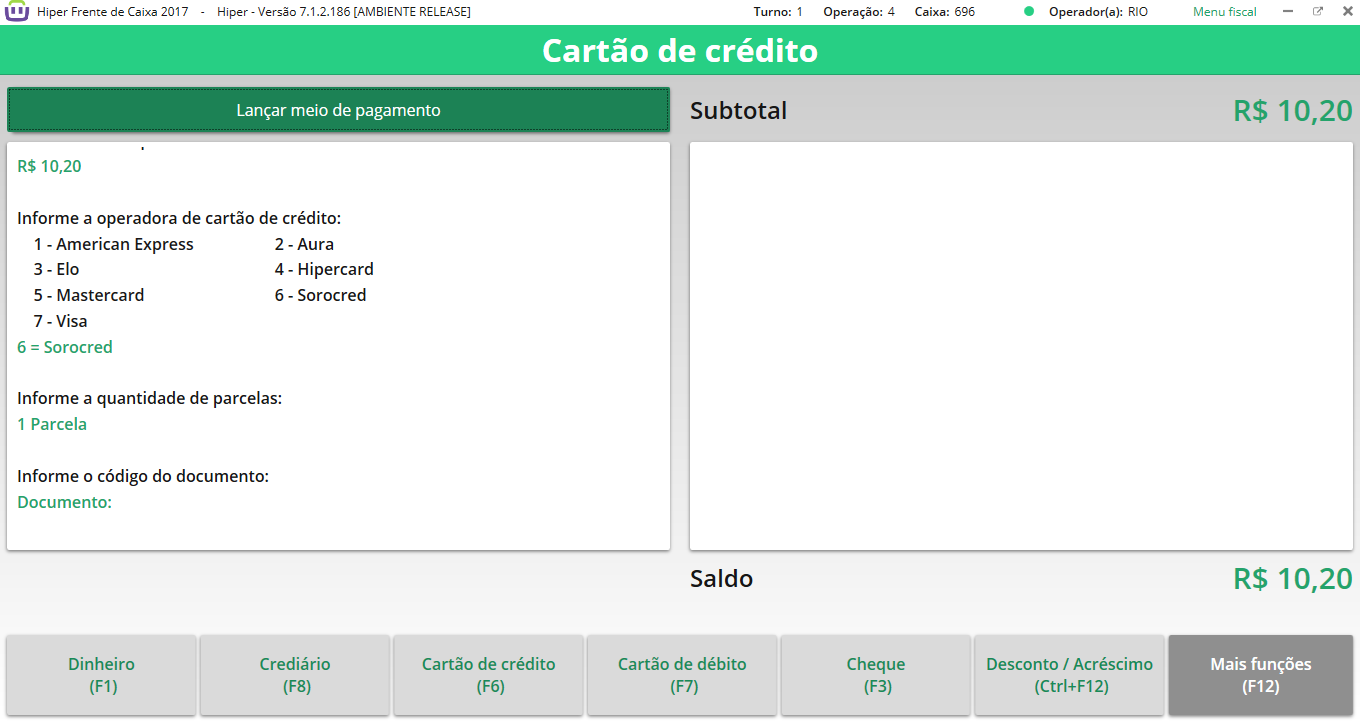 Hiper Frente de Caixa 2017 - Hiper - Versão 7.1.2.186 [AMBIENTE RELEASE] Turno: 1 Operação: 4 Caixa: 696 Operador(a): RIO Menu fiscal
Cartão de crédito
Lançar meio de pagamento
Subtotal R$ 10,20
R$ 10,20
Informe a operadora de cartão de crédito:
1 - American Express 2 - Aura
3 - Elo 4 - Hipercard
5 - Mastercard 6 - Sorocred
7 - Visa
6 = Sorocred
Informe a quantidade de parcelas:
1 Parcela
Informe o código do documento:
Documento:
Saldo R$ 10,20
Dinheiro
(F1)
Crediário
(F8)
Cartão de crédito
(F6)
Cartão de débito
(F7)
Cheque
(F3)
Desconto / Acréscimo
(Ctrl+F12)
Mais funções
(F12)